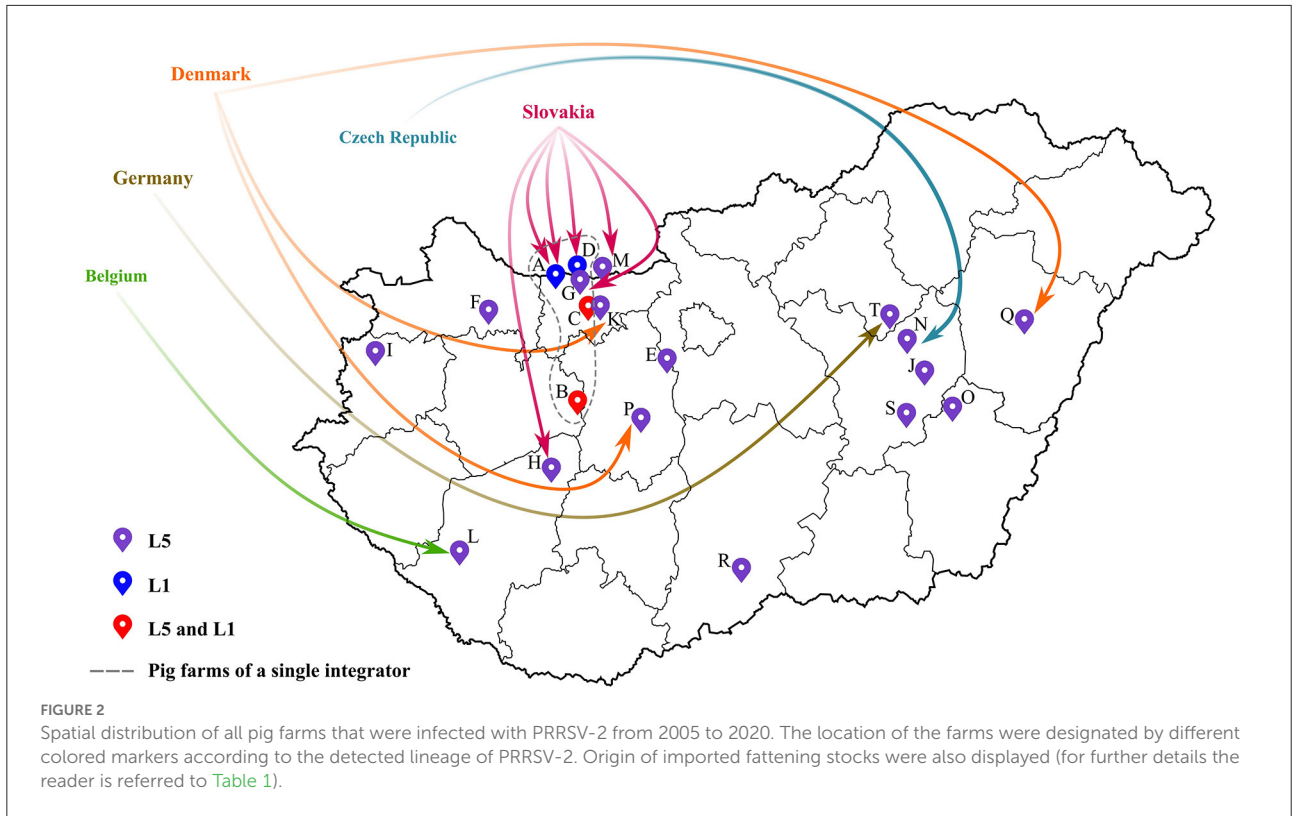 Denmark
Slovakia
Czech Republic
Germany
Belgium
D
A
M
G
F
C
K
T
N
Q
I
E
J
B
P
S
O
H
L
R
L5
L1
L5 and L1
Pig farms of a single integrator
FIGURE 2
Spatial distribution of all pig farms that were infected with PRRSV-2 from 2005 to 2020. The location of the farms were designated by different
colored markers according to the detected lineage of PRRSV-2. Origin of imported fattening stocks were also displayed (for further details the
reader is referred to Table 1).